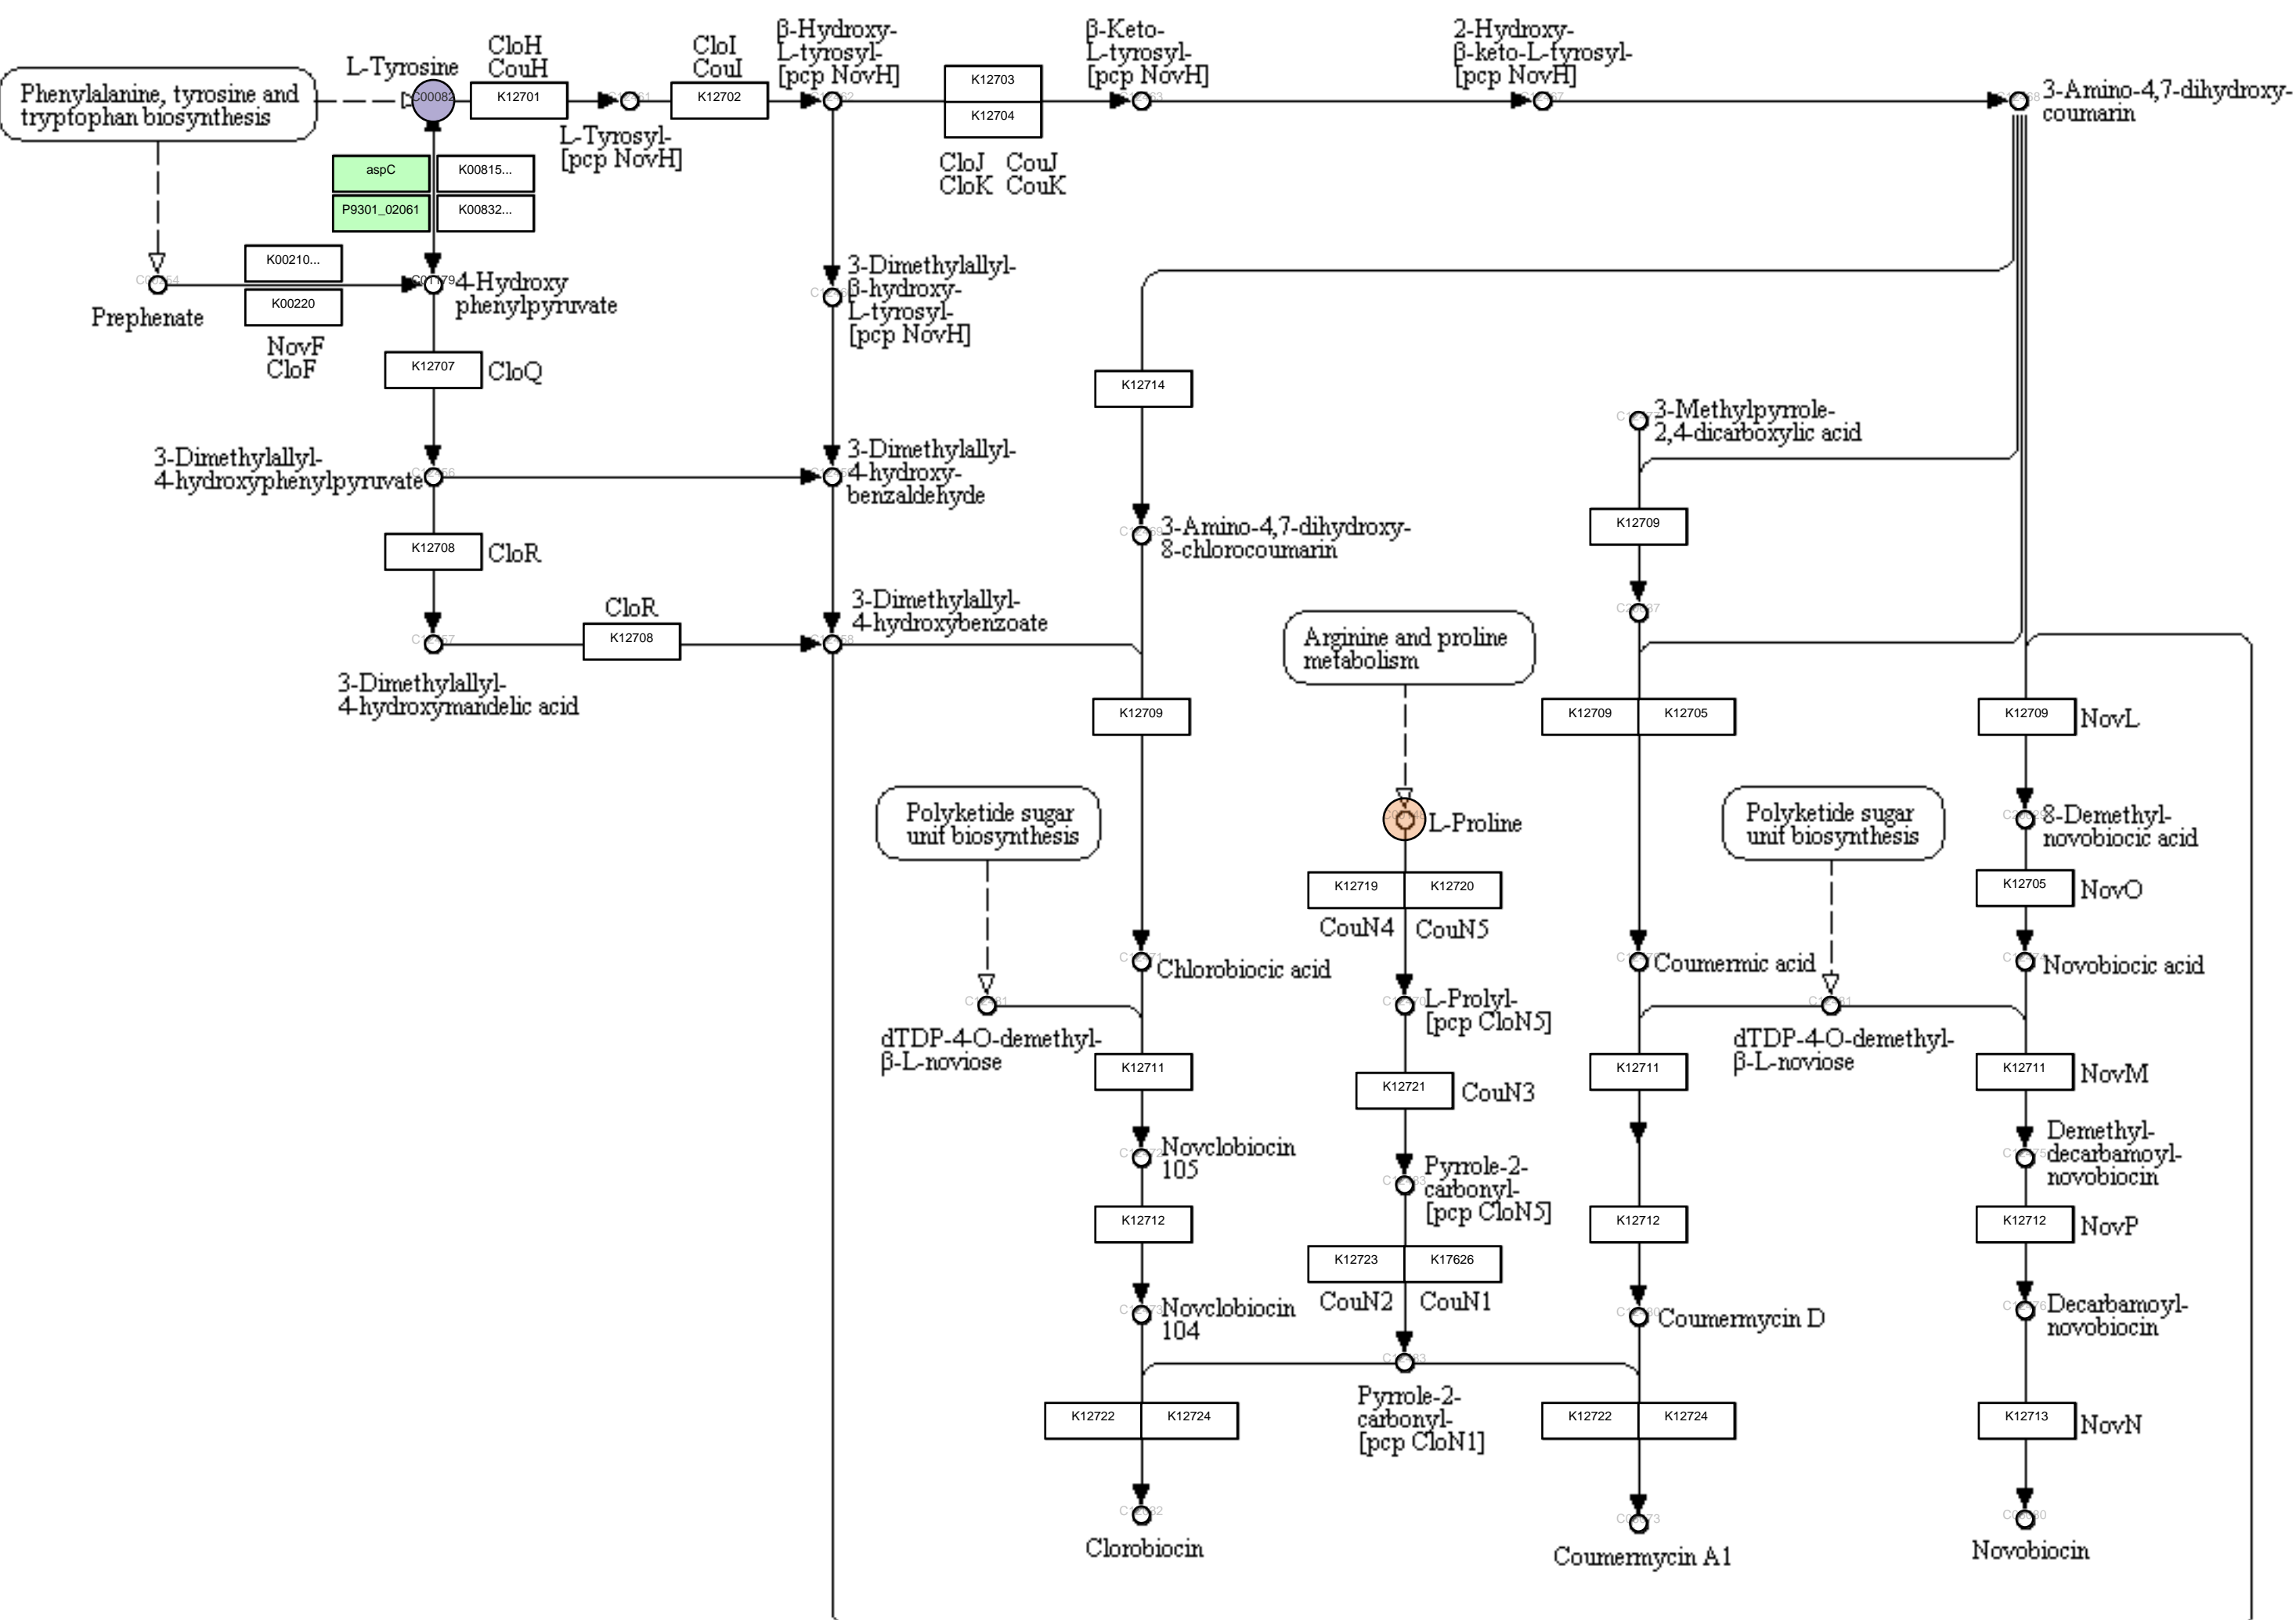 β-Hydroxy-
L-tyrosyl-
[pcp NovH]
β-Keto-
L-tyrosyl-
[pcp NovH]
2-Hydroxy-
β-keto-L-tyrosyl-
[pcp NovH]
CloH
CouH
CloI
CouI
L-Tyrosine
Phenylalanine, tyrosine and
tryptophan biosynthesis
C00082
K12701
K12702
K12703
K12704
3-Amino-4,7-dihydroxy-
coumarin
L-Tyrosyl-
[pcp NovH]
CloJ CouJ
CloK CouK
aspC
K00815...
P9301_02061
K00832...
K00210...
K00220
Prephenate
4-Hydroxy
phenylpyruvate
NovF
CloF
3-Dimethylallyl-
β-hydroxy-
L-tyrosyl-
[pcp NovH]
K12707
CloQ
K12714
3-Methylpyrrole-
2,4-dicarboxylic acid
3-Dimethylallyl-
4-hydroxyphenylpyruvate
3-Dimethylallyl-
4-hydroxy-
benzaldehyde
K12709
3-Amino-4,7-dihydroxy-
8-chlorocoumarin
K12708
CloR
CloR
K12708
3-Dimethylallyl-
4-hydroxybenzoate
Arginine and proline
metabolism
3-Dimethylallyl-
4-hydroxymandelic acid
K12709
K12709
K12705
K12709
NovL
Polyketide sugar
unit biosynthesis
L-Proline
Polyketide sugar
unit biosynthesis
8-Demethyl-
novobiocic acid
K12719
K12720
CouN4
CouN5
K12705
NovO
Chlorobiocic acid
Coumermic acid
Novobiocic acid
L-Prolyl-
[pcp CloN5]
dTDP-4-O-demethyl-
β-L-noviose
dTDP-4-O-demethyl-
β-L-noviose
K12711
K12721
CouN3
K12711
K12711
NovM
Novclobiocin
105
Pyrrole-2-
carbonyl-
[pcp CloN5]
Demethyl-
decarbamoyl-
novobiocin
K12712
K12712
K12712
NovP
K12723
K17626
CouN2
CouN1
Novclobiocin
104
Coumermycin D
Decarbamoyl-
novobiocin
Pyrrole-2-
carbonyl-
[pcp CloN1]
K12722
K12724
K12722
K12724
K12713
NovN
Clorobiocin
Coumermycin A1
Novobiocin